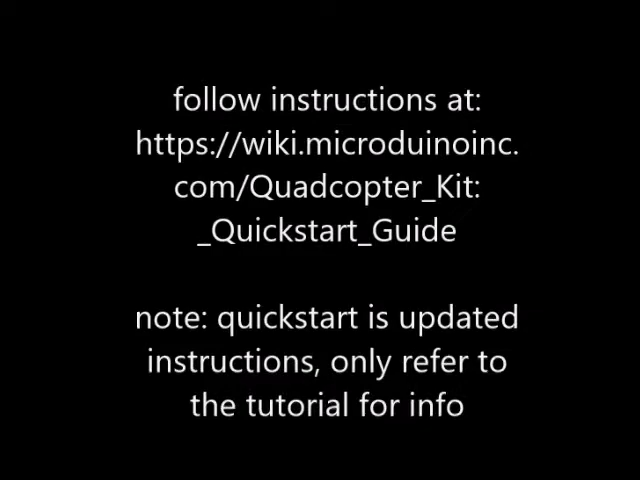 follow instructions at:
https://wiki.microduinoinc.
com/Quadcopter_Kit:
_Quickstart_Guide
note: quickstart is updated
instructions, only refer to
the tutorial for info